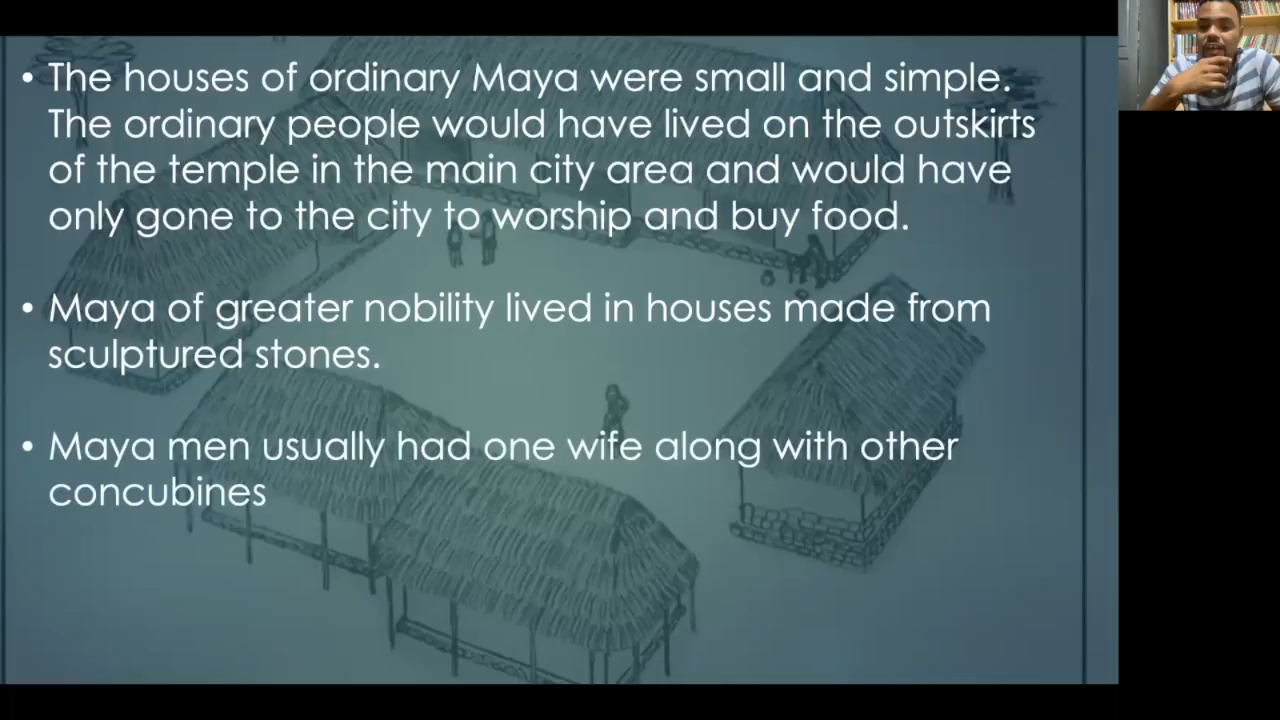 • The houses of ordinary Maya were small and simple.
The ordinary people would have lived on the outskirts
of the temple in the main city area and would have
only gone to the city to worship and buy food.
• Maya of greater nobility lived in houses made from
sculptured stones.
• Maya men usually had one wife along with other
concubines